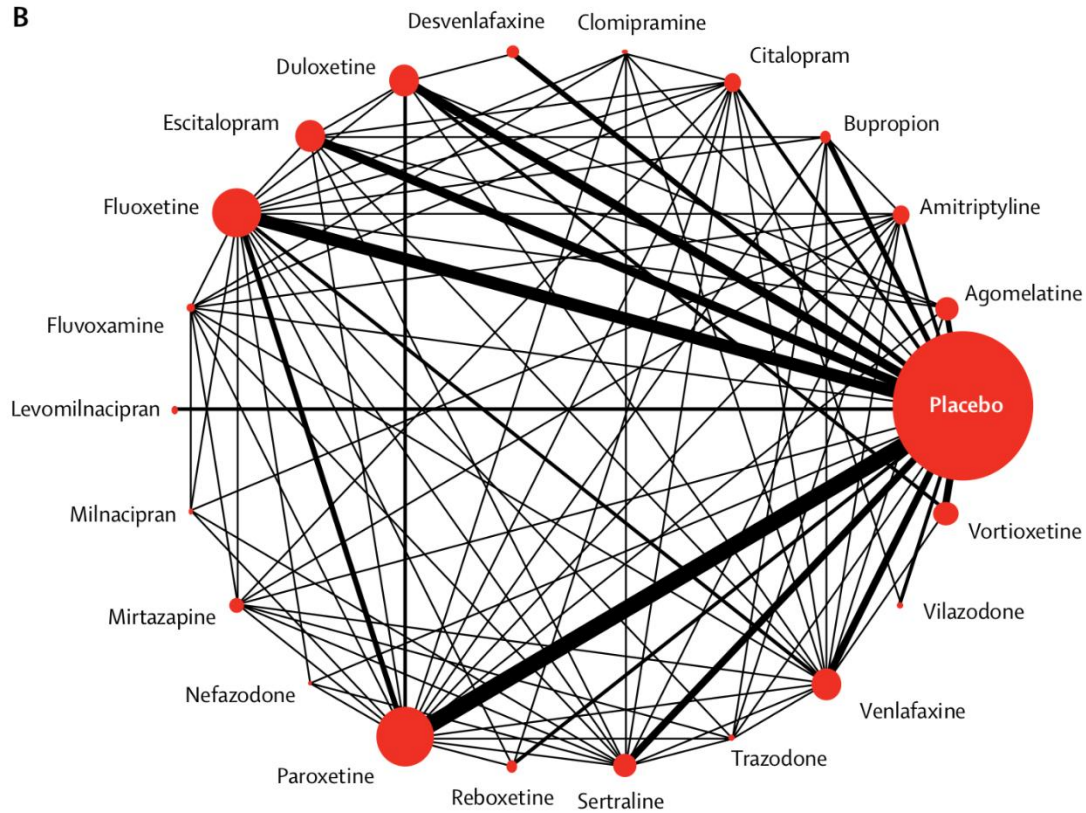 B
Desvenlafaxine
Clomipramine
Duloxetine
Citalopram
Escitalopram
Bupropion
Fluoxetine
Amitriptyline
Agomelatine
Fluvoxamine
Levomilnacipran
Placebo
Milnacipran
Vortioxetine
Mirtazapine
Vilazodone
Nefazodone
Venlafaxine
Paroxetine
Trazodone
Reboxetine
Sertraline